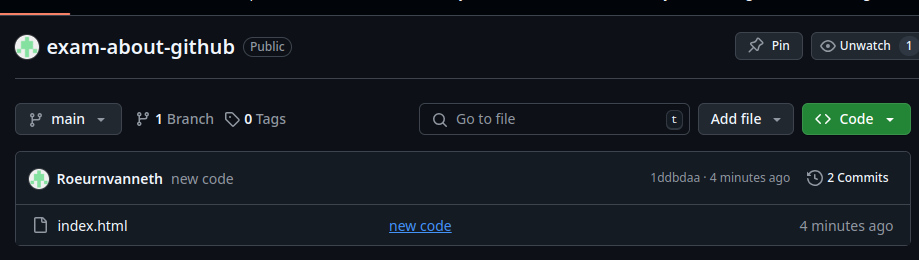 exam-about-github Public Pin Unwatch 1
main 1 Branch 0 Tags Go to file t Add file Code
Roeurnvanneth new code 1ddbdaa · 4 minutes ago 2 Commits
index.html new code 4 minutes ago